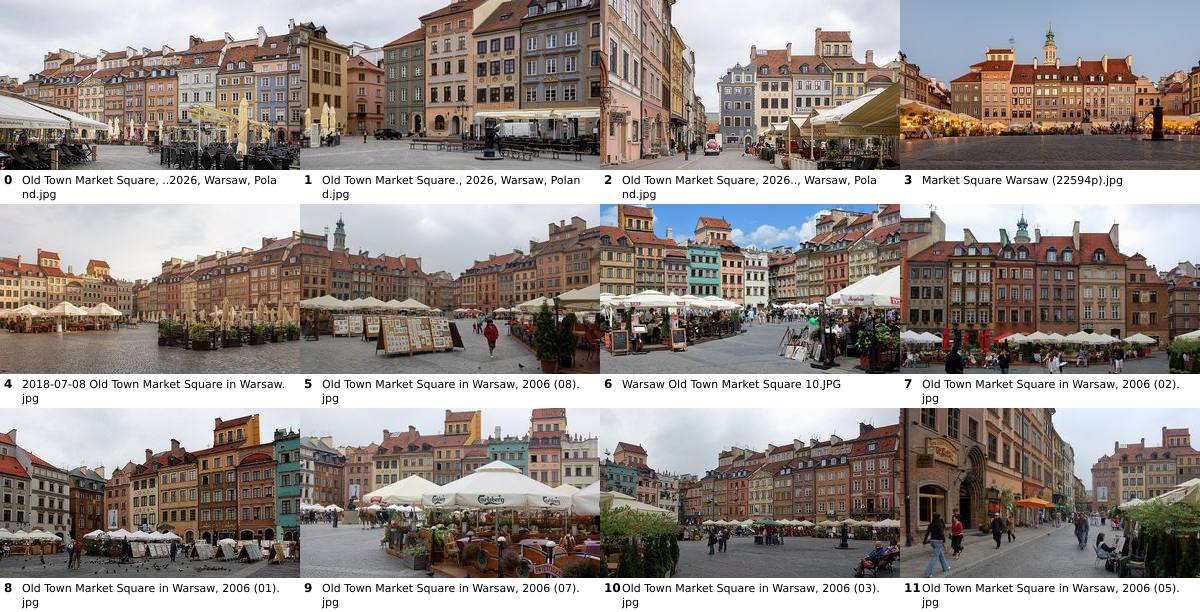 0 Old Town Market Square, ..2026, Warsaw, Pola
nd.jpg
1 Old Town Market Square., 2026, Warsaw, Polan
d.jpg
2 Old Town Market Square, 2026.., Warsaw, Pola
nd.jpg
3 Market Square Warsaw (22594p).jpg
4 2018-07-08 Old Town Market Square in Warsaw.
jpg
5 Old Town Market Square in Warsaw, 2006 (08).
jpg
6 Warsaw Old Town Market Square 10.JPG
7 Old Town Market Square in Warsaw, 2006 (02).
jpg
Carlsberg
8 Old Town Market Square in Warsaw, 2006 (01).
jpg
9 Old Town Market Square in Warsaw, 2006 (07).
jpg
10 Old Town Market Square in Warsaw, 2006 (03).
jpg
11 Old Town Market Square in Warsaw, 2006 (05).
jpg